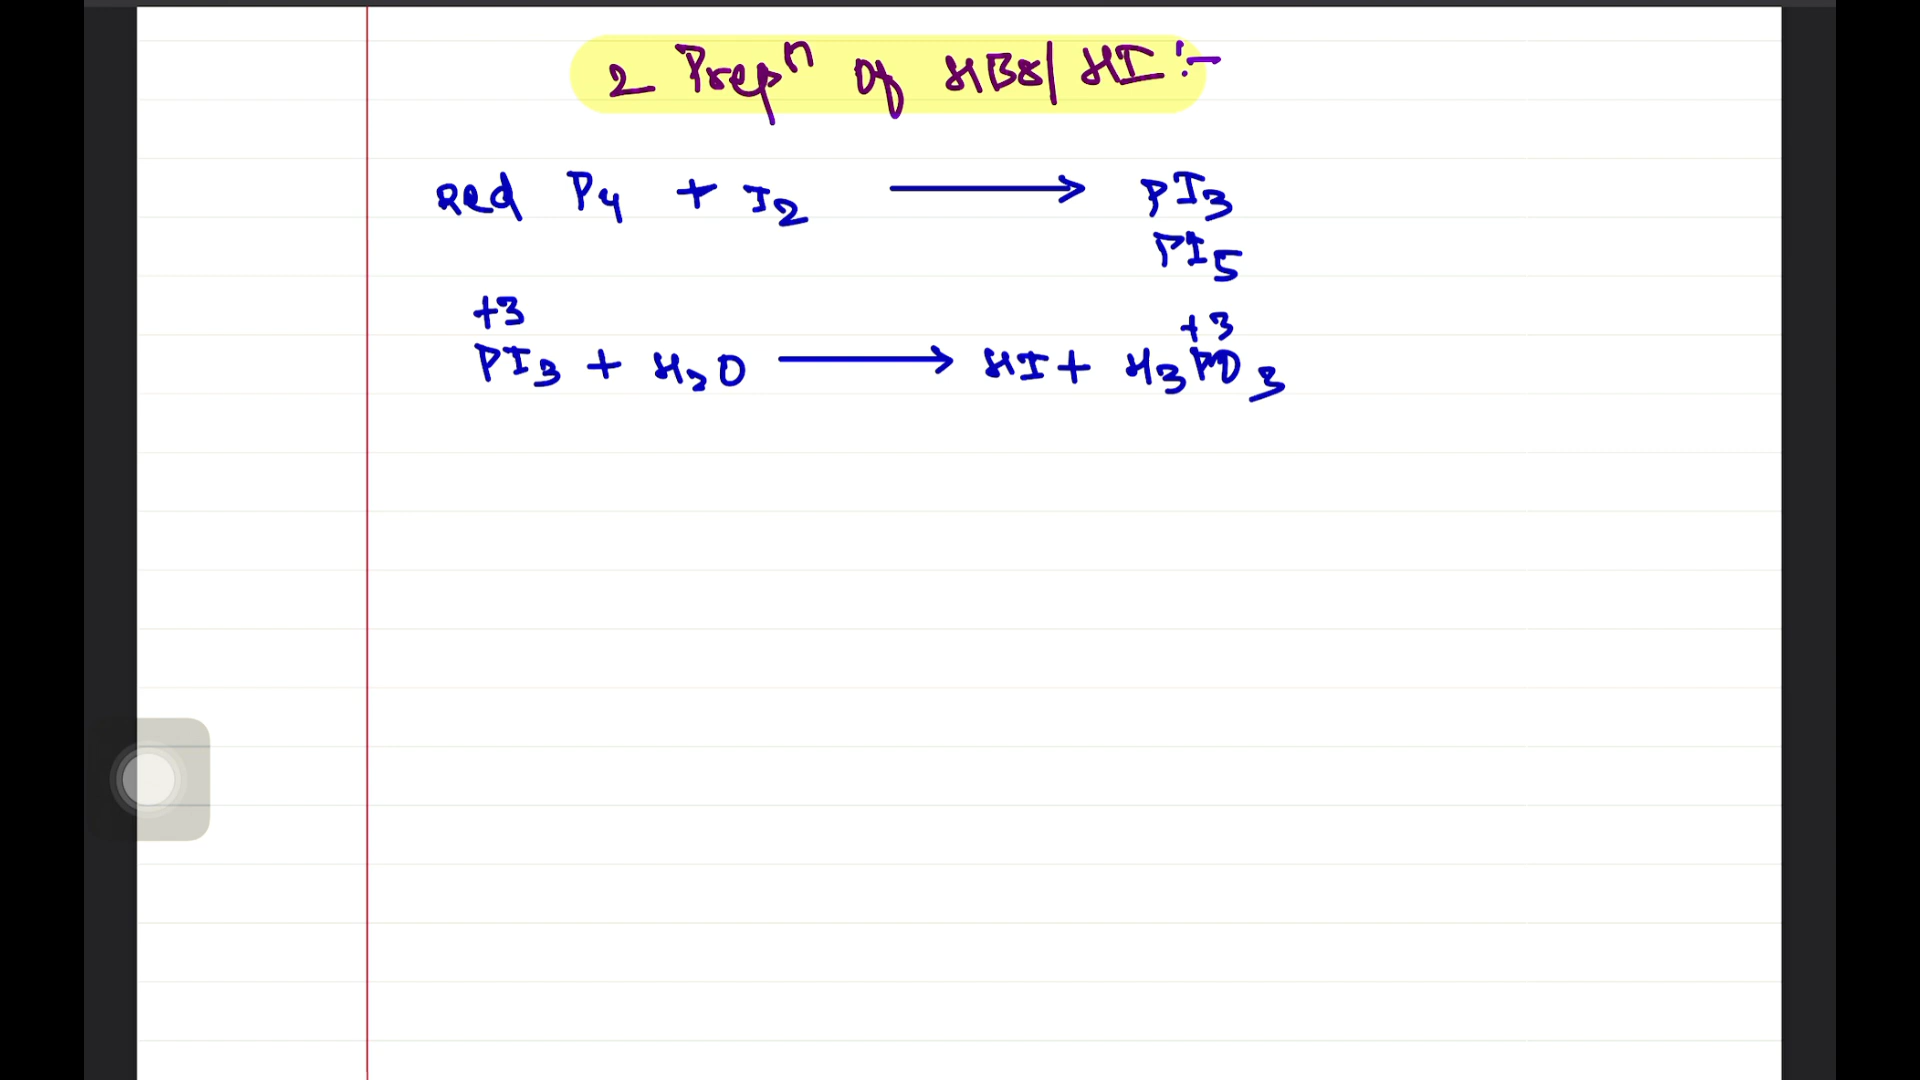 2 Prepⁿ of HBr/HI :-
Red P₄ + I₂ ⟶ PI₃
PI₅
+3 +3
PI₃ + H₂O ⟶ HI + H₃PO₃